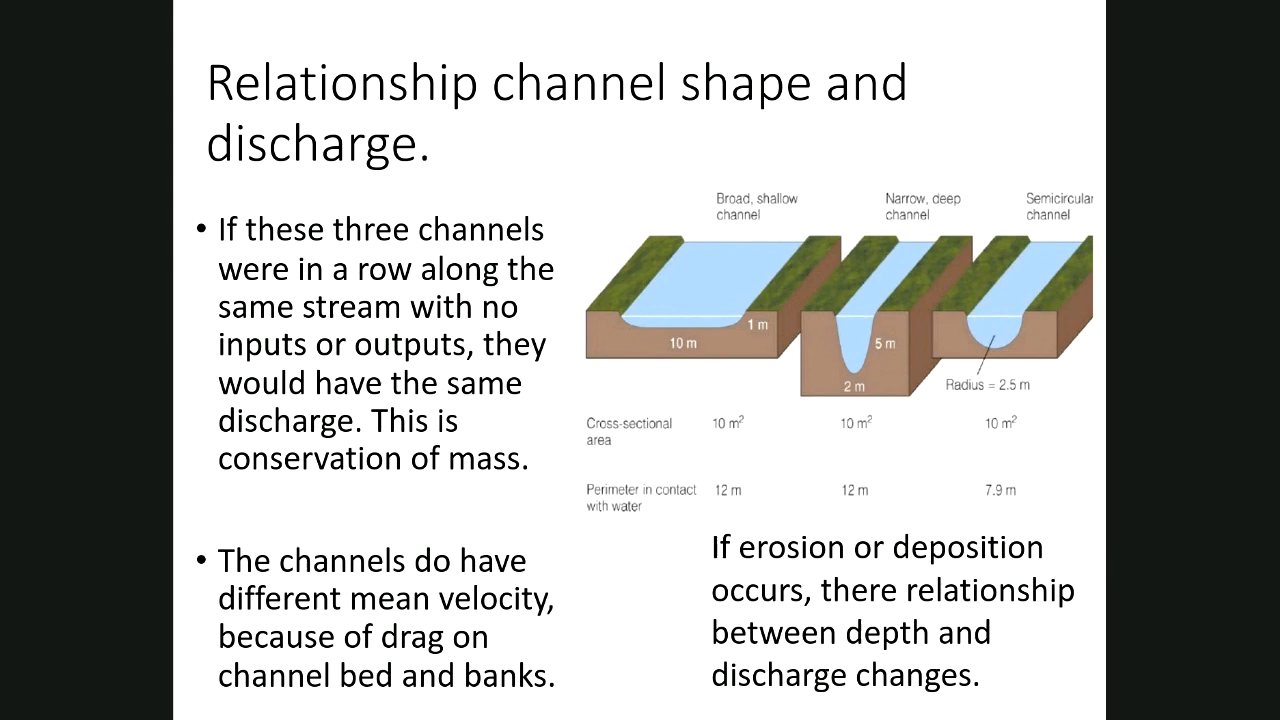 Relationship channel shape and
discharge.
• If these three channels
were in a row along the
same stream with no
inputs or outputs, they
would have the same
discharge. This is
conservation of mass.
• The channels do have
different mean velocity,
because of drag on
channel bed and banks.
Broad, shallow
channel
Narrow, deep
channel
Semicircular
channel
1 m
10 m
5 m
2 m
Radius = 2.5 m
Cross-sectional
area
10 m²
10 m²
10 m²
Perimeter in contact
with water
12 m
12 m
7.9 m
If erosion or deposition
occurs, there relationship
between depth and
discharge changes.